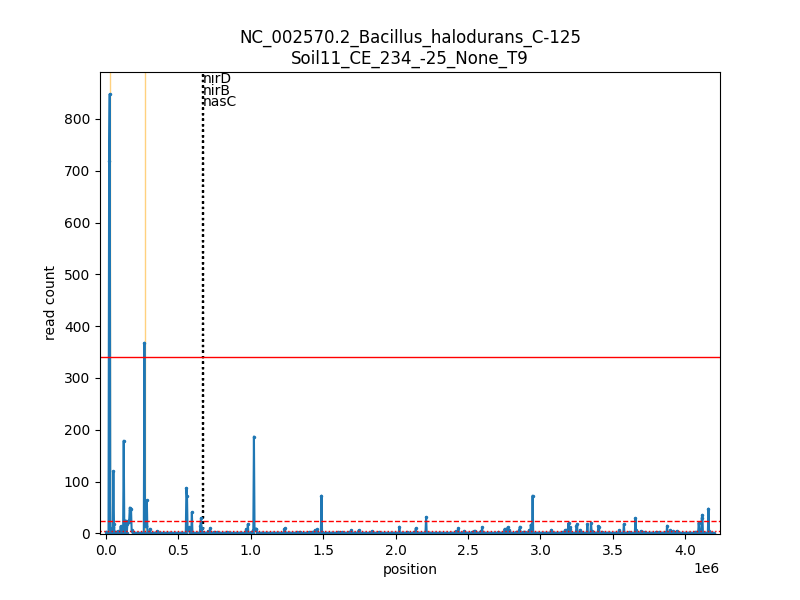 NC_002570.2_Bacillus_halodurans_C-125
Soil11_CE_234_-25_None_T9
nirD
nirB
nasC
800
700
600
500
400
300
200
100
0
read count
0.0 0.5 1.0 1.5 2.0 2.5 3.0 3.5 4.0
1e6
position